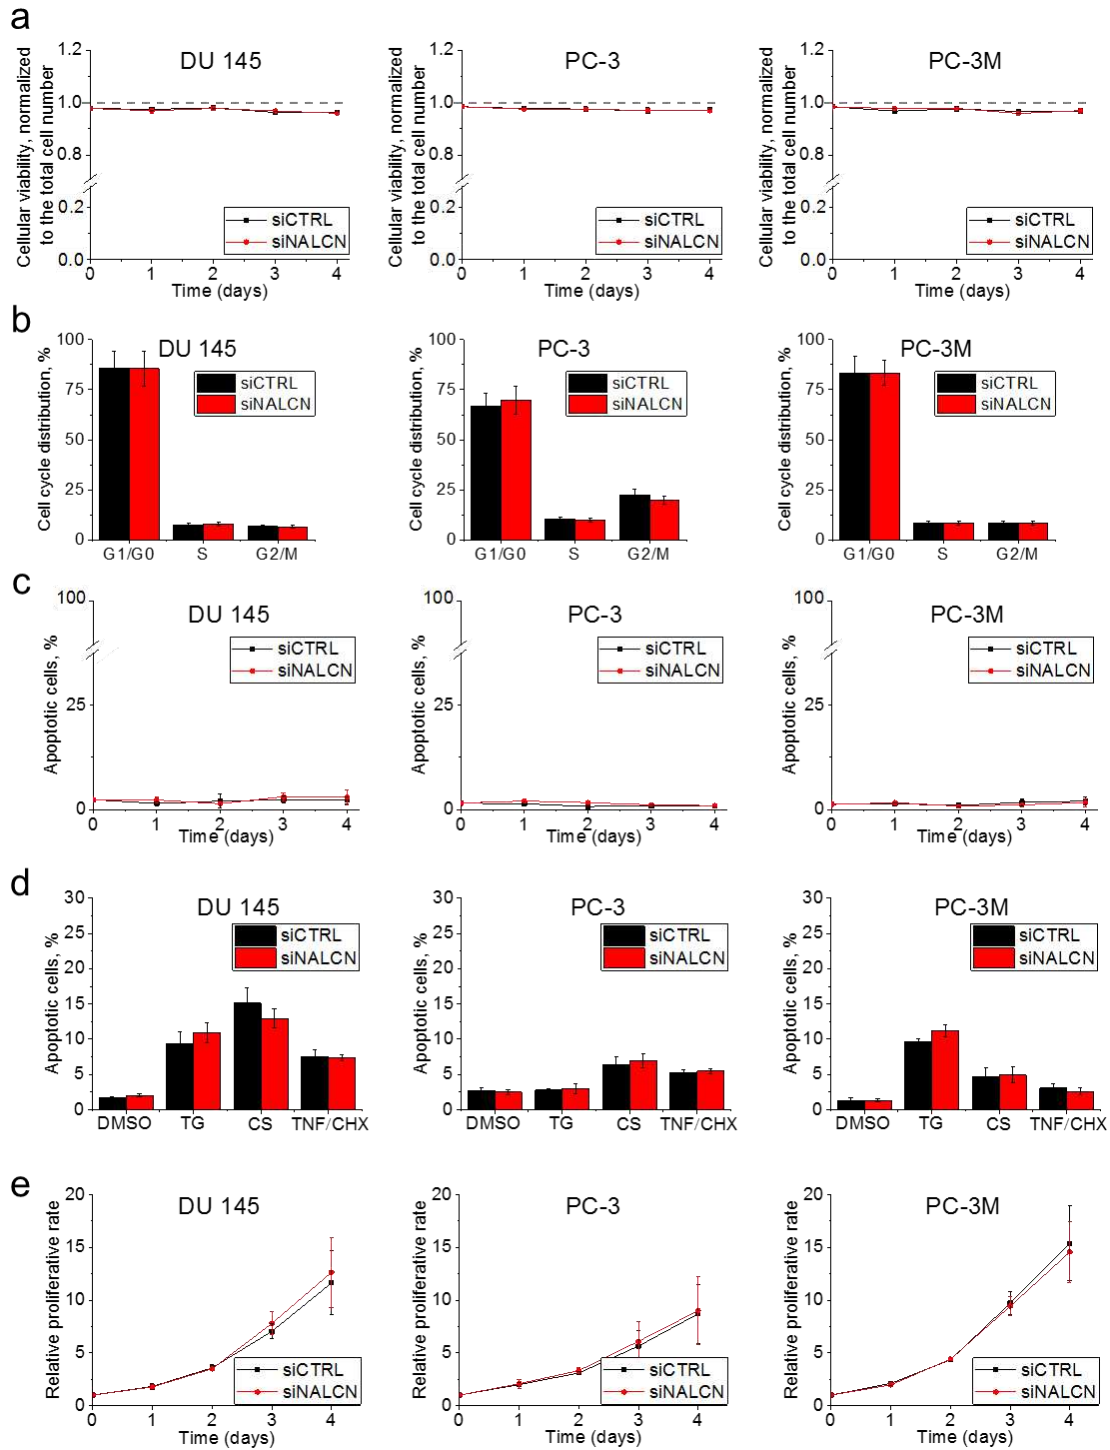 a
DU 145
PC-3
PC-3M
Cellular viability, normalized
to the total cell number
1.2
1.0
0.8
0.2
0.0
siCTRL
siNALCN
0 1 2 3 4
Time (days)
Cellular viability, normalized
to the total cell number
1.2
1.0
0.8
0.2
0.0
siCTRL
siNALCN
0 1 2 3 4
Time (days)
Cellular viability, normalized
to the total cell number
1.2
1.0
0.8
0.2
0.0
siCTRL
siNALCN
0 1 2 3 4
Time (days)
b
DU 145
PC-3
PC-3M
Cell cycle distribution, %
100
75
50
25
0
siCTRL
siNALCN
G1/G0 S G2/M
Cell cycle distribution, %
100
75
50
25
0
siCTRL
siNALCN
G1/G0 S G2/M
Cell cycle distribution, %
100
75
50
25
0
siCTRL
siNALCN
G1/G0 S G2/M
c
DU 145
PC-3
PC-3M
Apoptotic cells, %
100
25
0
siCTRL
siNALCN
0 1 2 3 4
Time (days)
Apoptotic cells, %
100
25
0
siCTRL
siNALCN
0 1 2 3 4
Time (days)
Apoptotic cells, %
100
25
0
siCTRL
siNALCN
0 1 2 3 4
Time (days)
d
DU 145
PC-3
PC-3M
Apoptotic cells, %
30
25
20
15
10
5
0
siCTRL
siNALCN
DMSO TG CS TNF/CHX
Apoptotic cells, %
30
25
20
15
10
5
0
siCTRL
siNALCN
DMSO TG CS TNF/CHX
Apoptotic cells, %
30
25
20
15
10
5
0
siCTRL
siNALCN
DMSO TG CS TNF/CHX
e
DU 145
PC-3
PC-3M
Relative proliferative rate
20
15
10
5
0
siCTRL
siNALCN
0 1 2 3 4
Time (days)
Relative proliferative rate
20
15
10
5
0
siCTRL
siNALCN
0 1 2 3 4
Time (days)
Relative proliferative rate
20
15
10
5
0
siCTRL
siNALCN
0 1 2 3 4
Time (days)